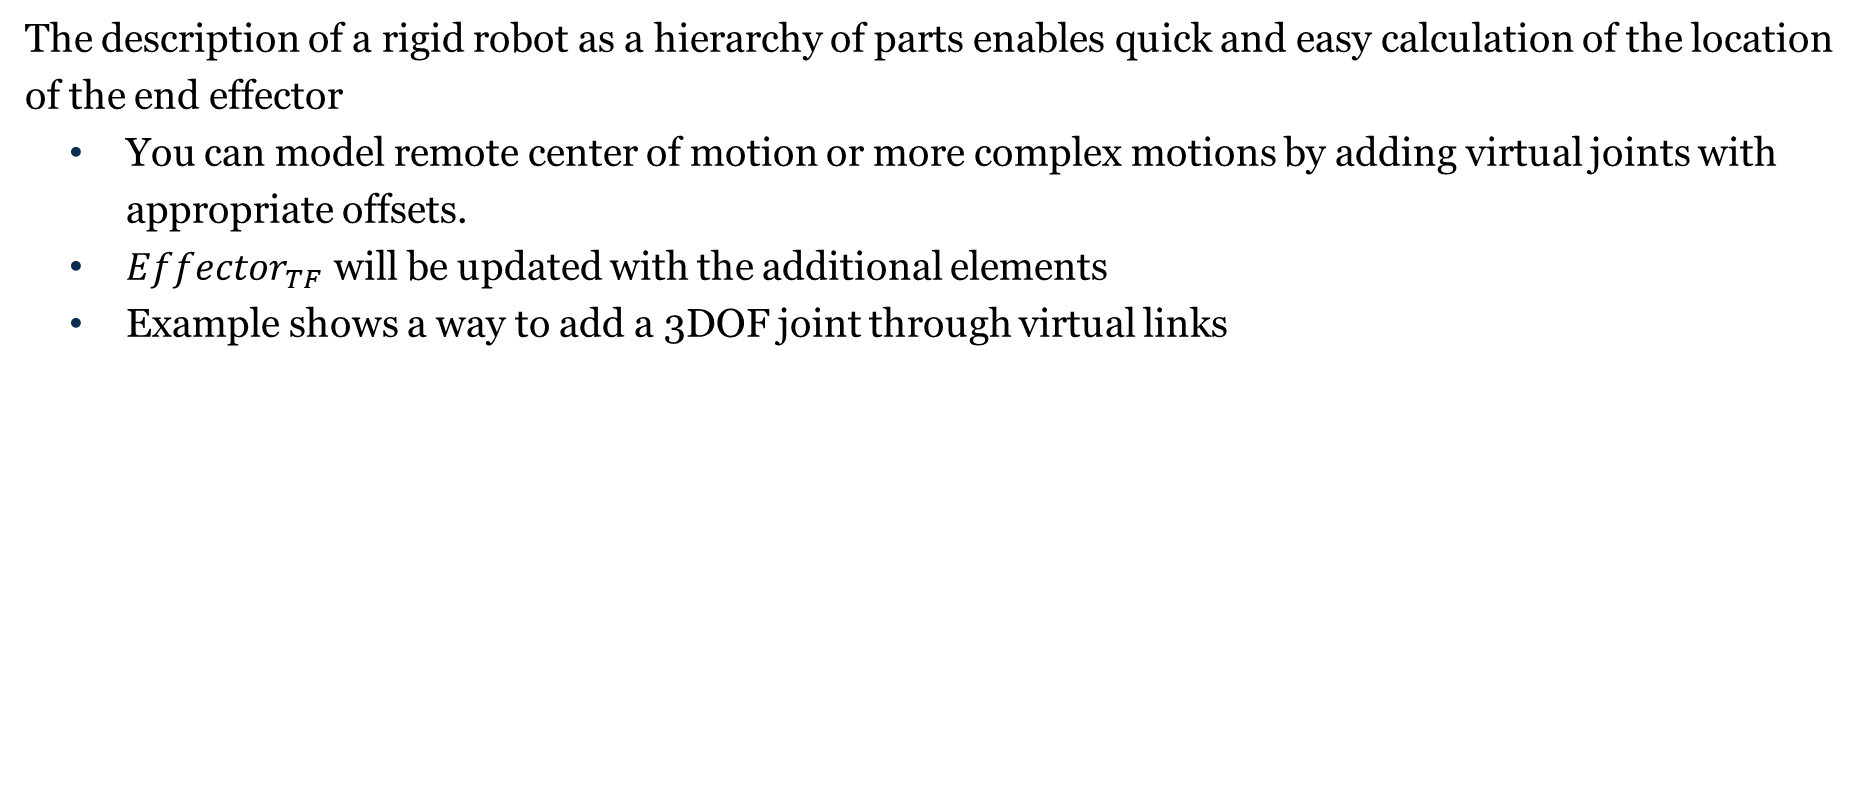 The description of a rigid robot as a hierarchy of parts enables quick and easy calculation of the location
of the end effector
• You can model remote center of motion or more complex motions by adding virtual joints with
appropriate offsets.
• Effector_TF will be updated with the additional elements
• Example shows a way to add a 3DOF joint through virtual links